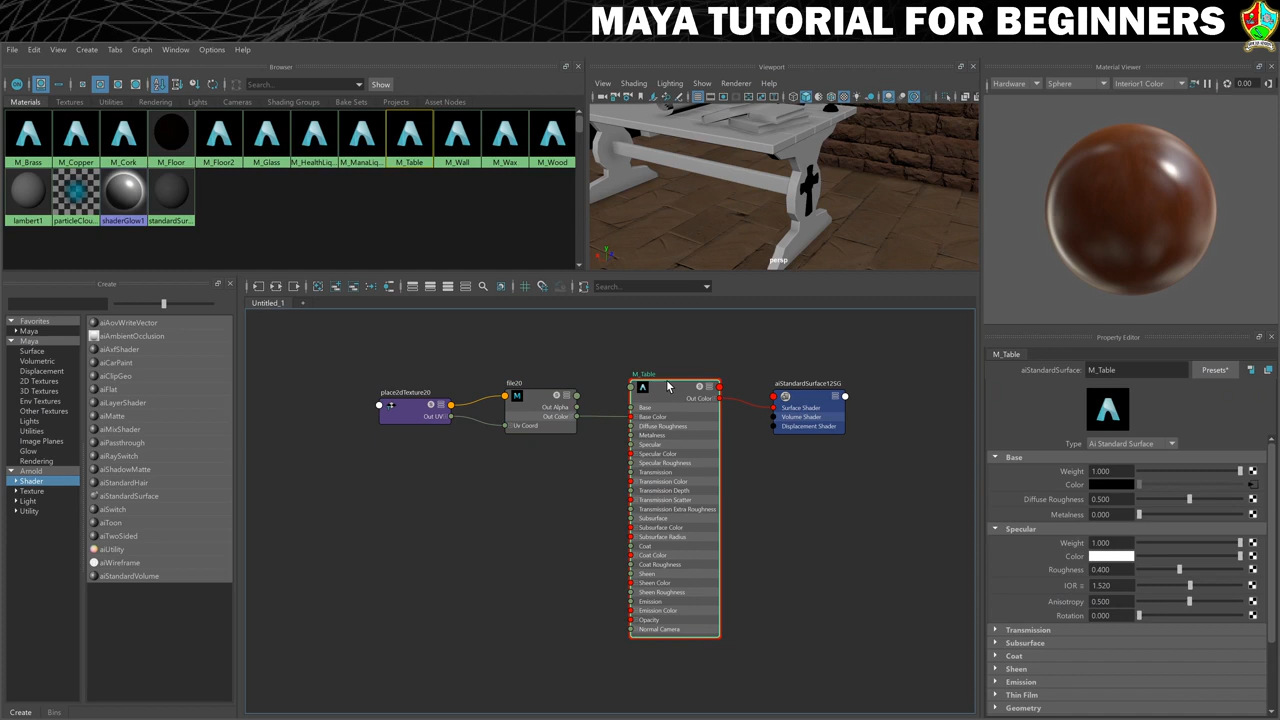 MAYA TUTORIAL FOR BEGINNERS
File Edit View Create Tabs Graph Window Options Help
Browser
Viewport
Material Viewer
Search...
Show
View Shading Lighting Show Renderer Help
Hardware
Sphere
Interior1 Color
0.00
Materials Textures Utilities Rendering Lights Cameras Shading Groups Bake Sets Projects Asset Nodes
M_Brass M_Copper M_Cork M_Floor M_Floor2 M_Glass M_HealthLiq... M_ManaLiq... M_Table M_Wall M_Wax M_Wood
lambert1 particleClou... shaderGlow1 standardSur...
persp
Create
Search...
Untitled_1 +
Favorites
Maya
Maya
Surface
Volumetric
Displacement
2D Textures
3D Textures
Env Textures
Other Textures
Lights
Utilities
Image Planes
Glow
Rendering
Arnold
Shader
Texture
Light
Utility
aiAovWriteVector
aiAmbientOcclusion
aiAxfShader
aiCarPaint
aiClipGeo
aiFlat
aiLayerShader
aiMatte
aiMixShader
aiPassthrough
aiRaySwitch
aiShadowMatte
aiStandardHair
aiStandardSurface
aiSwitch
aiToon
aiTwoSided
aiUtility
aiWireframe
aiStandardVolume
Create Bins
place2dTexture20
Out UV
file20
Out Alpha
Out Color
Uv Coord
M_Table
Out Color
Base
Base Color
Diffuse Roughness
Metalness
Specular
Specular Color
Specular Roughness
Transmission
Transmission Color
Transmission Depth
Transmission Scatter
Transmission Extra Roughness
Subsurface
Subsurface Color
Subsurface Radius
Coat
Coat Color
Coat Roughness
Sheen
Sheen Color
Sheen Roughness
Emission
Emission Color
Opacity
Normal Camera
aiStandardSurface12SG
Surface Shader
Volume Shader
Displacement Shader
Property Editor
M_Table
aiStandardSurface: M_Table Presets*
Type Ai Standard Surface
Base
Weight 1.000
Color
Diffuse Roughness 0.500
Metalness 0.000
Specular
Weight 1.000
Color
Roughness 0.400
IOR = 1.520
Anisotropy 0.500
Rotation 0.000
Transmission
Subsurface
Coat
Sheen
Emission
Thin Film
Geometry